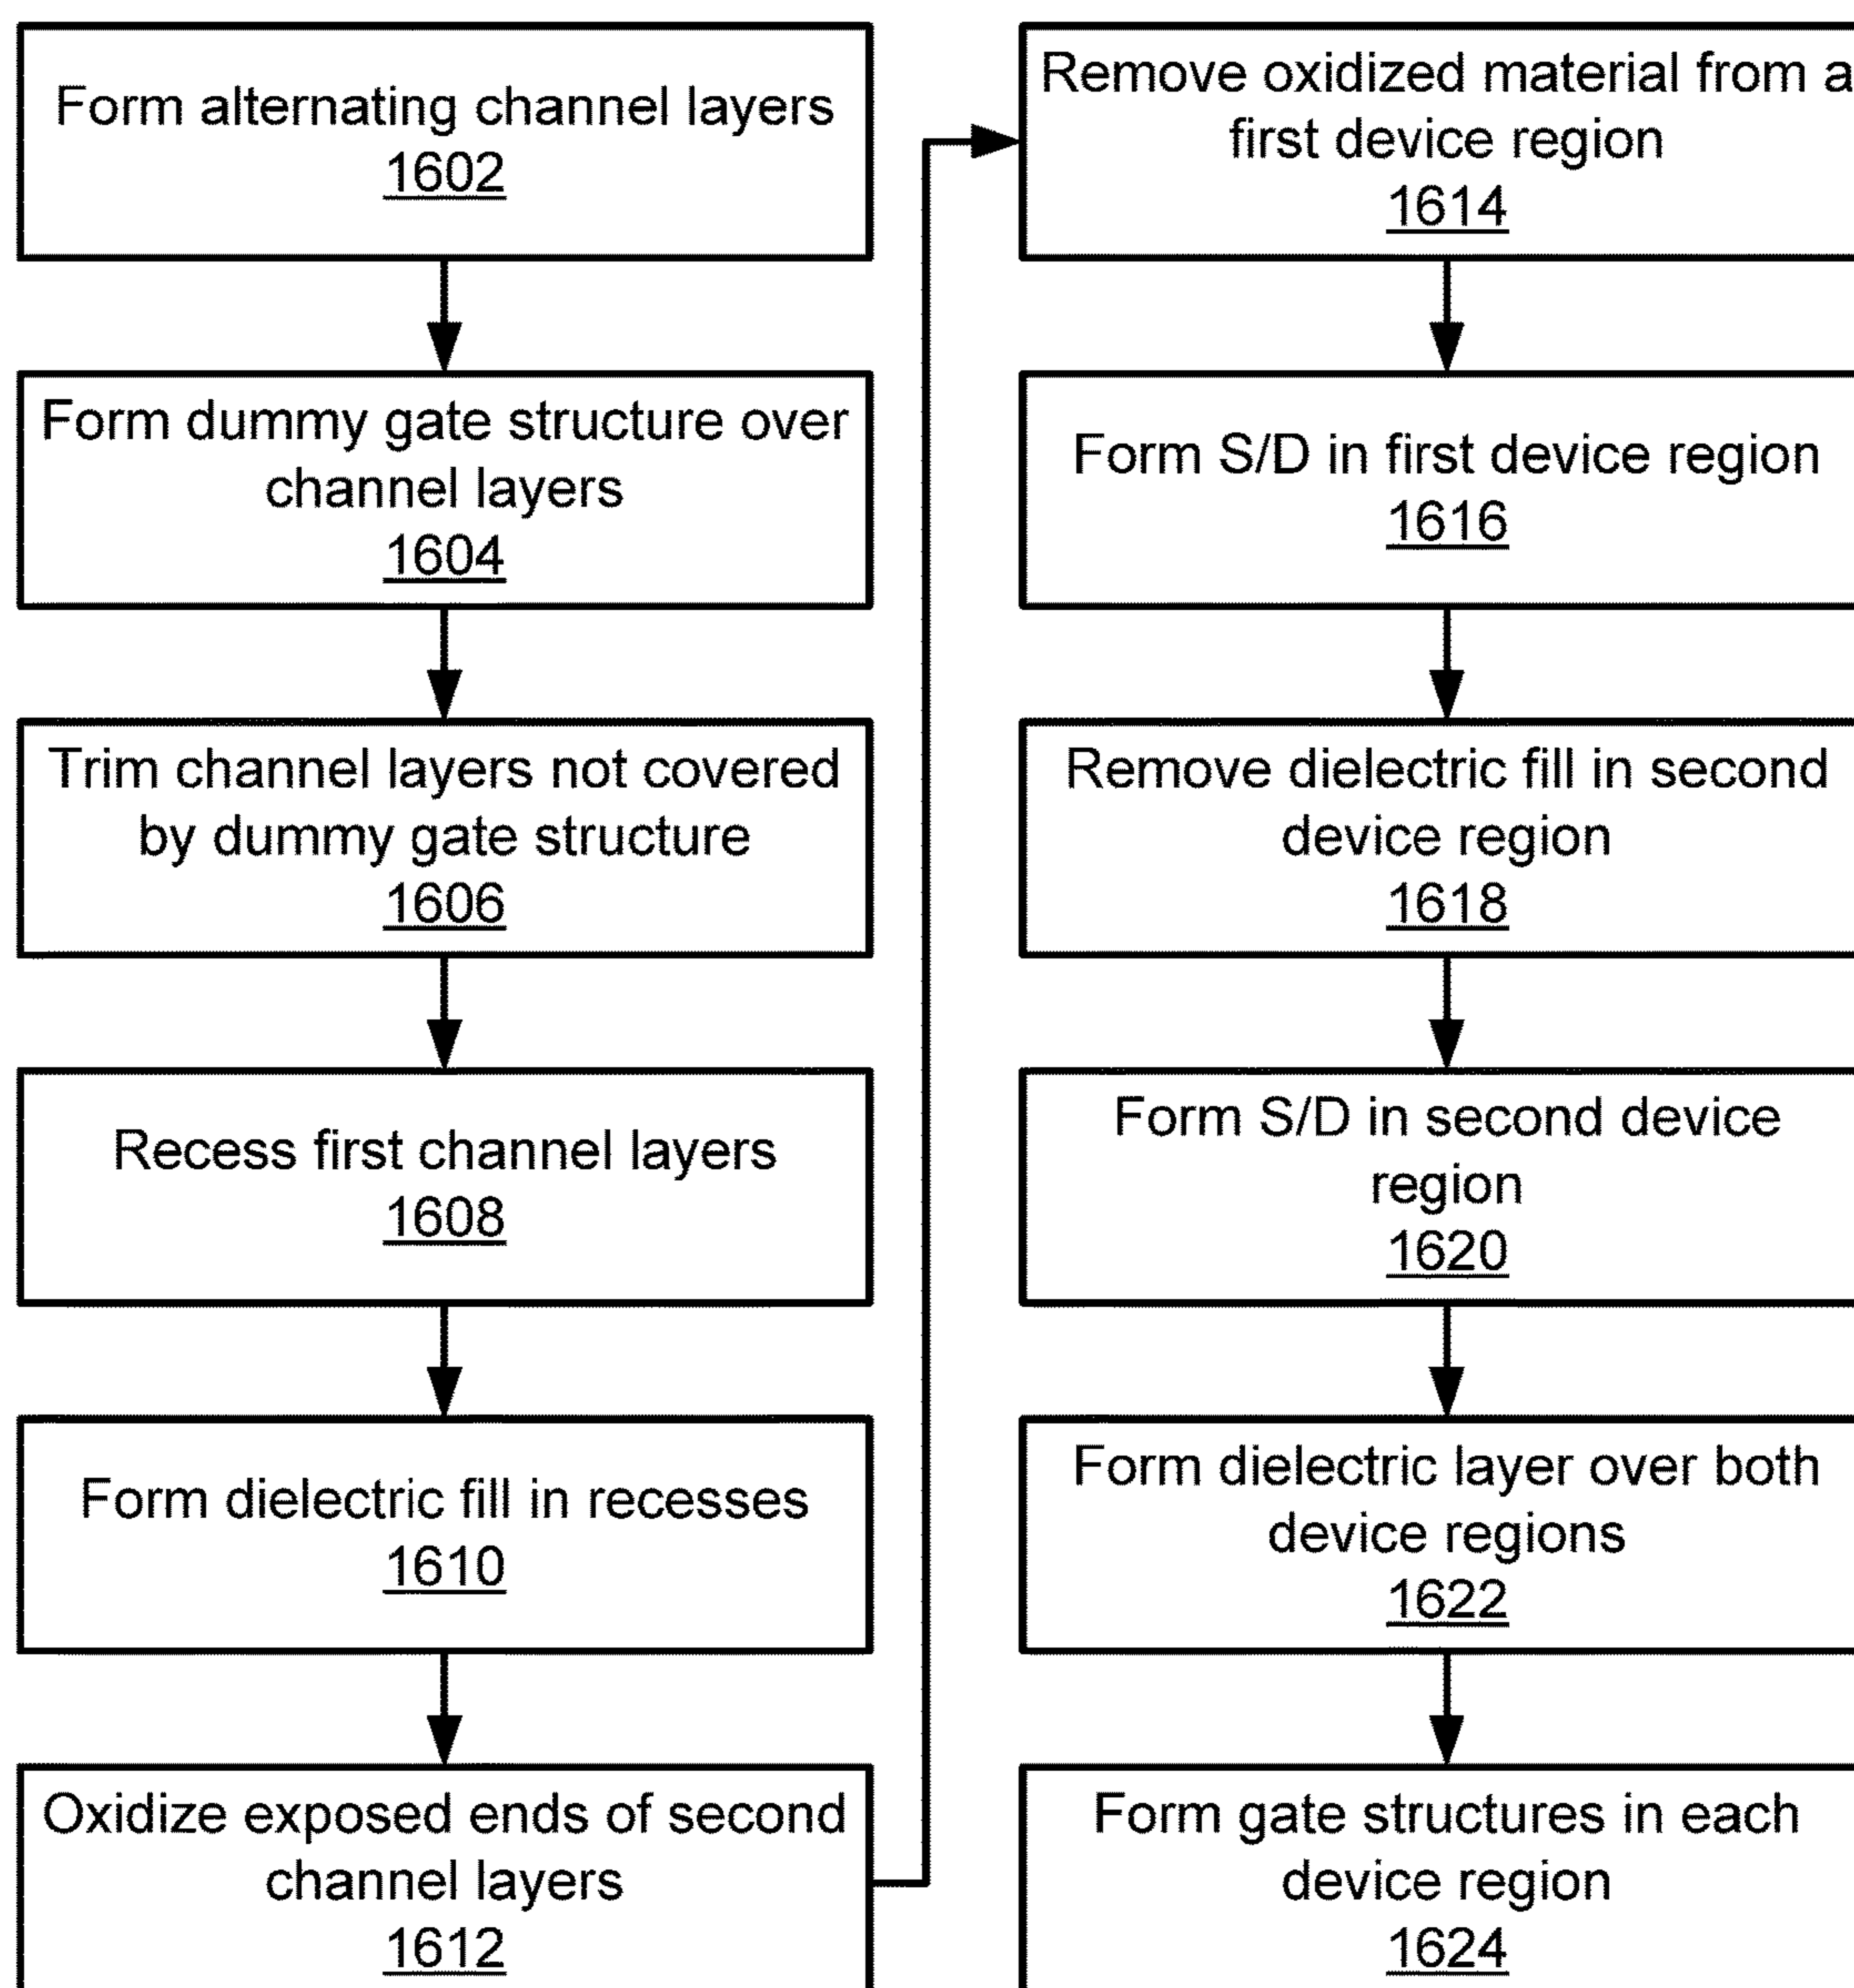 Form alternating channel layers
1602
Form dummy gate structure over
channel layers
1604
Trim channel layers not covered
by dummy gate structure
1606
Recess first channel layers
1608
Form dielectric fill in recesses
1610
Oxidize exposed ends of second
channel layers
1612
Remove oxidized material from a
first device region
1614
Form S/D in first device region
1616
Remove dielectric fill in second
device region
1618
Form S/D in second device
region
1620
Form dielectric layer over both
device regions
1622
Form gate structures in each
device region
1624